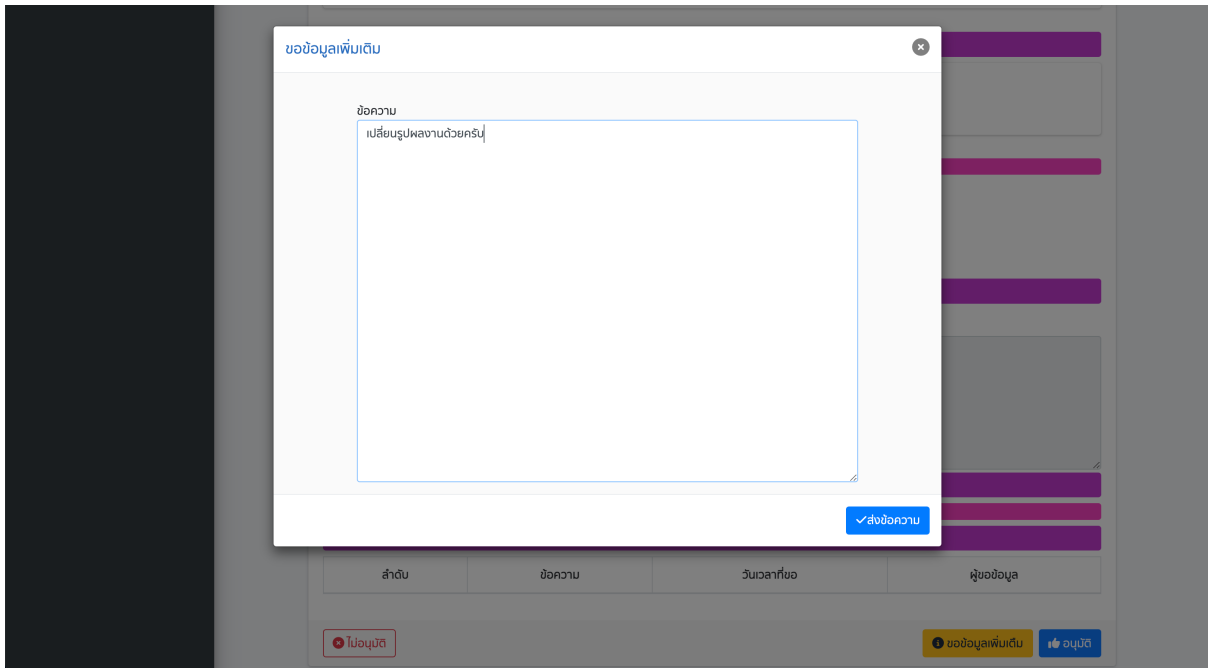 ขอข้อมูลเพิ่มเติม
ข้อความ
เปลี่ยนรูปผลงานด้วยครับ
ส่งข้อความ
ลำดับ ข้อความ วันเวลาที่ขอ ผู้ขอข้อมูล
ไม่อนุมัติ ขอข้อมูลเพิ่มเติม อนุมัติ